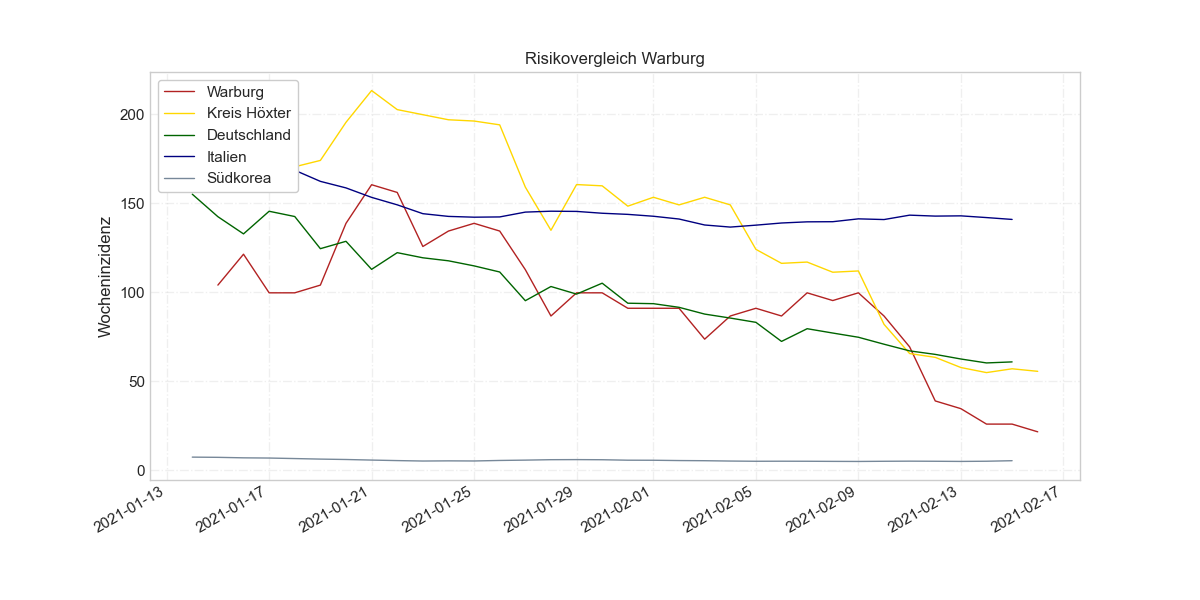 Risikovergleich Warburg
Warburg
Kreis Höxter
Deutschland
Italien
Südkorea
Wocheninzidenz
200
150
100
50
0
2021-01-13
2021-01-17
2021-01-21
2021-01-25
2021-01-29
2021-02-01
2021-02-05
2021-02-09
2021-02-13
2021-02-17